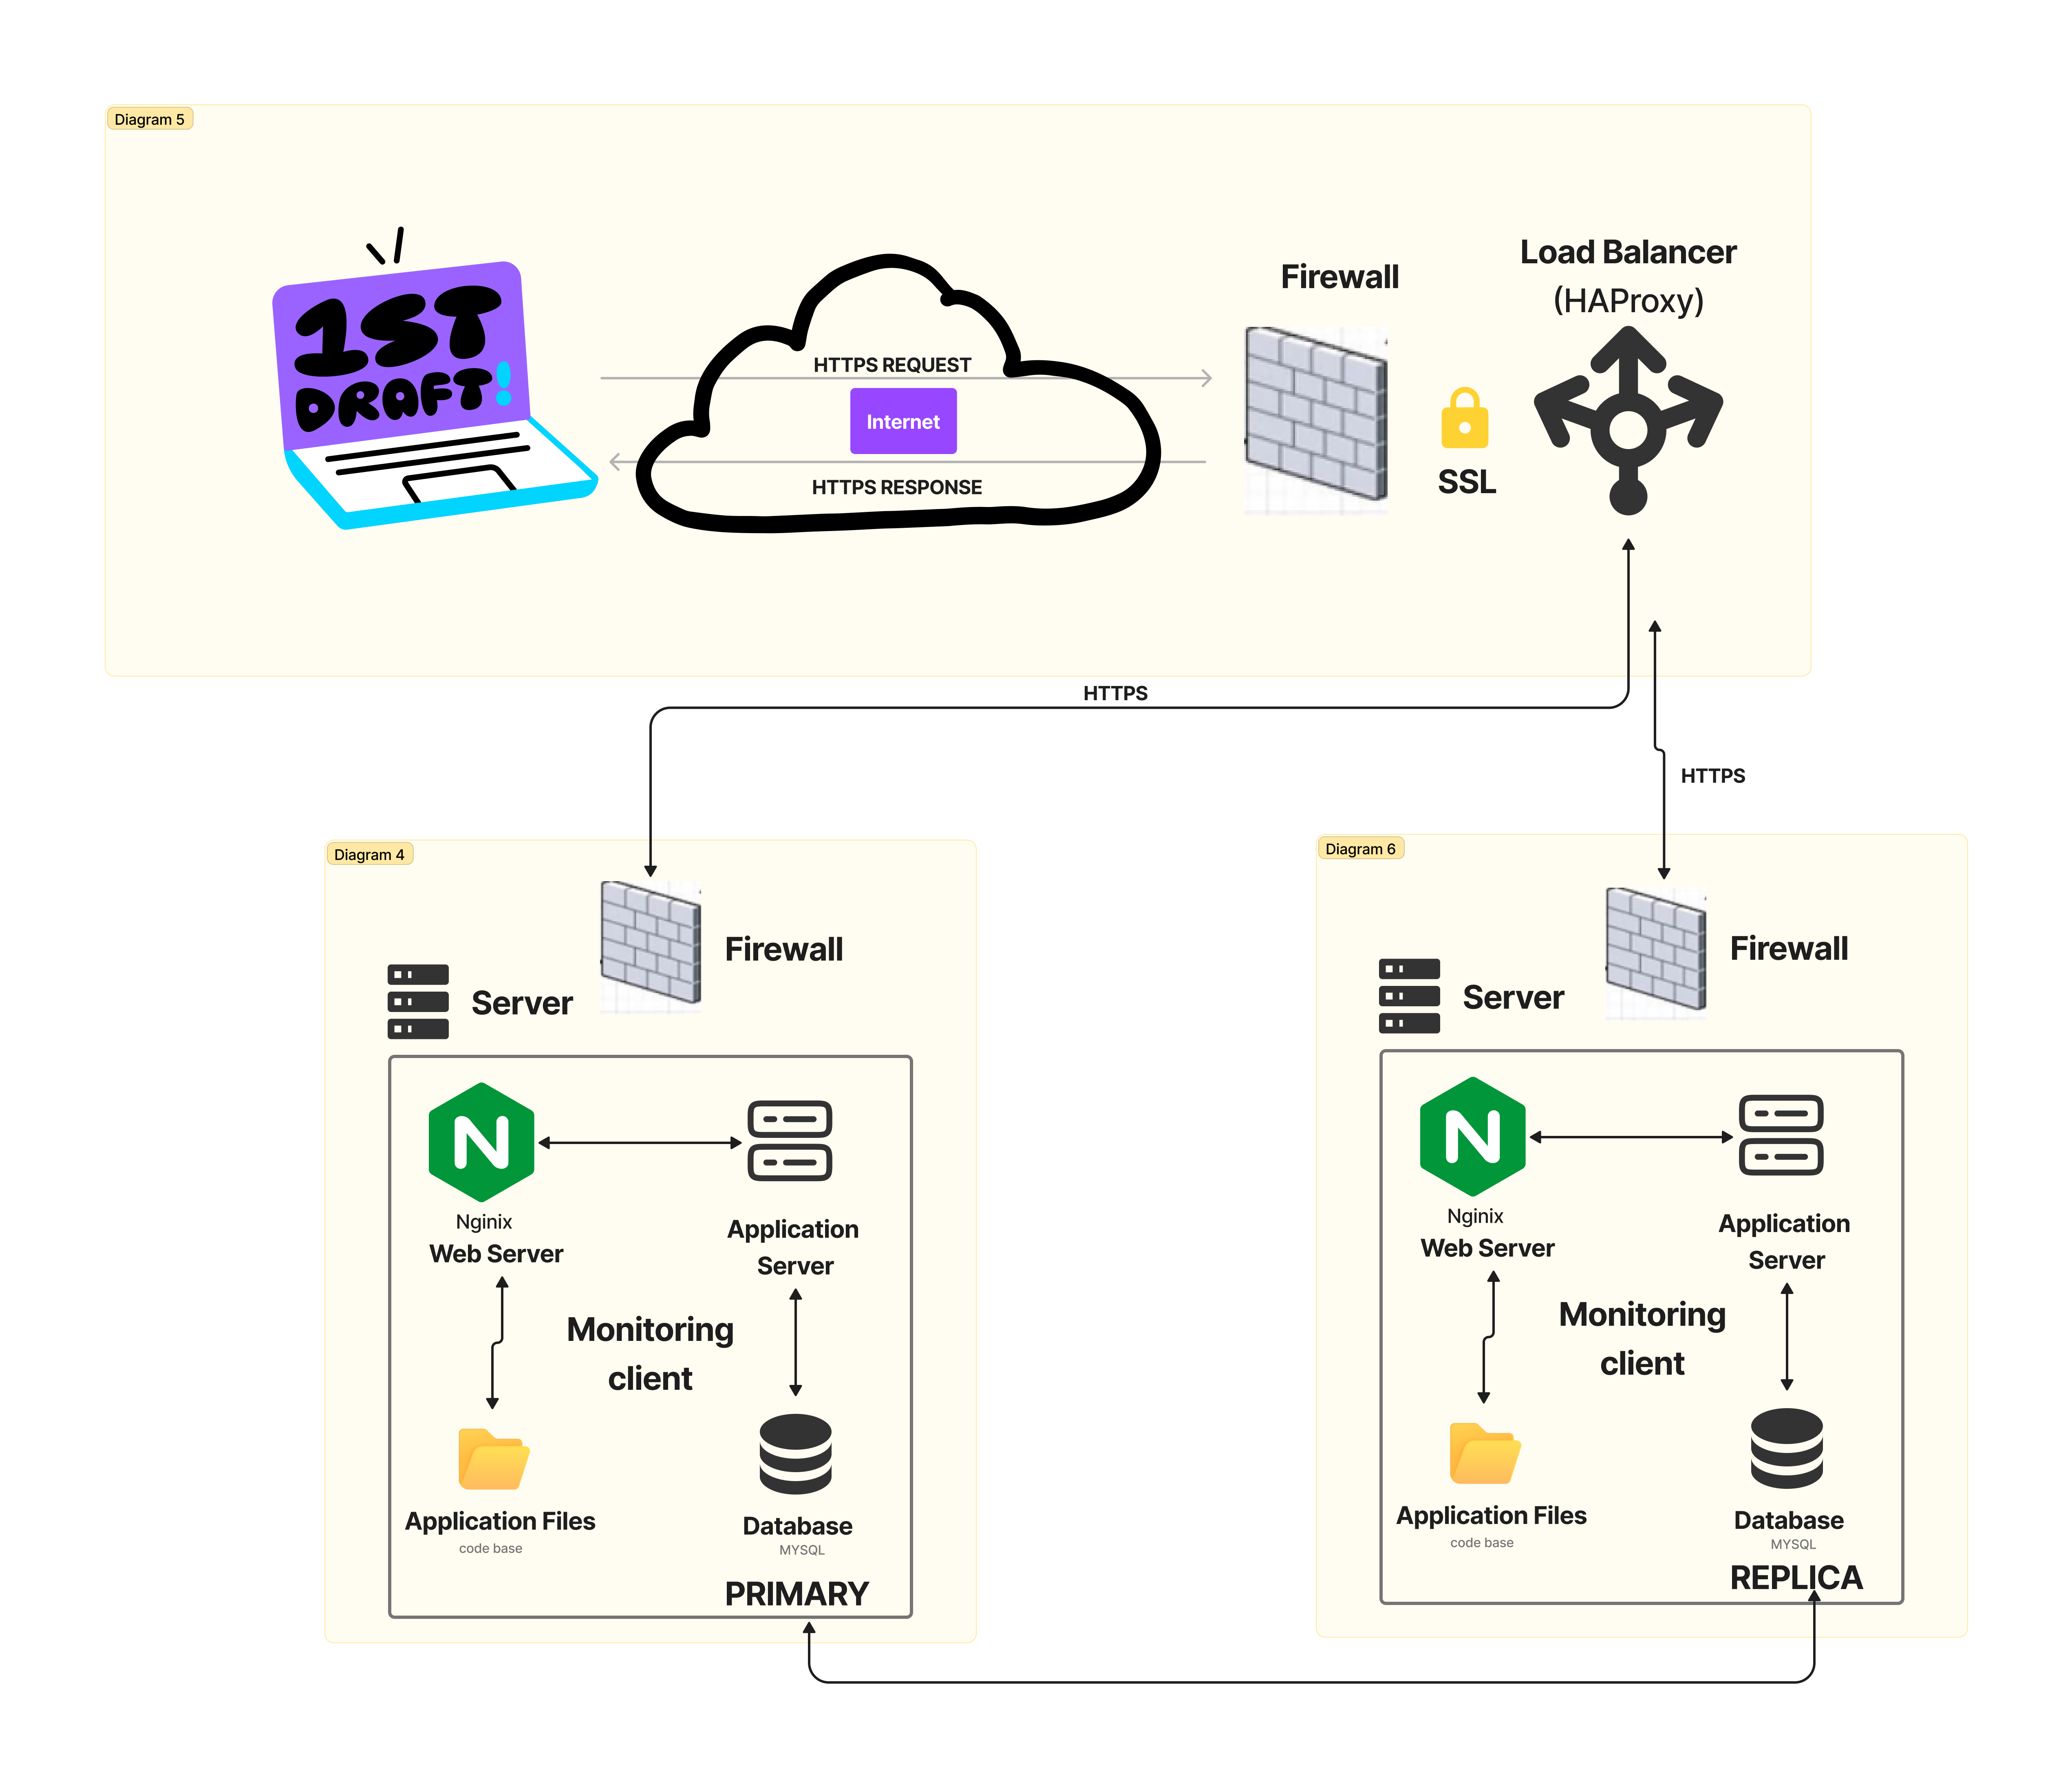 Diagram 5
1ST
DRAFT!
HTTPS REQUEST
Internet
HTTPS RESPONSE
Firewall
SSL
Load Balancer
(HAProxy)
HTTPS
HTTPS
Diagram 4
Firewall
Server
Nginix
Web Server
Application
Server
Monitoring
client
Application Files
code base
Database
MYSQL
PRIMARY
Diagram 6
Firewall
Server
Nginix
Web Server
Application
Server
Monitoring
client
Application Files
code base
Database
MYSQL
REPLICA